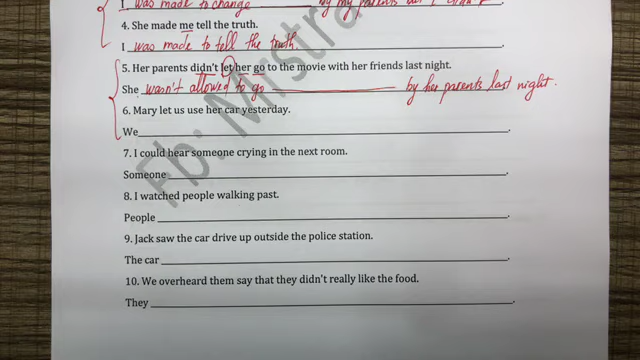 I was made to change by my parents but I didn't
4. She made me tell the truth.
I was made to tell the truth.
5. Her parents didn't let her go to the movie with her friends last night.
She wasn't allowed to go by her parents last night.
6. Mary let us use her car yesterday.
We.
7. I could hear someone crying in the next room.
Someone.
8. I watched people walking past.
People.
9. Jack saw the car drive up outside the police station.
The car.
10. We overheard them say that they didn't really like the food.
They.
Fb: Mrstra